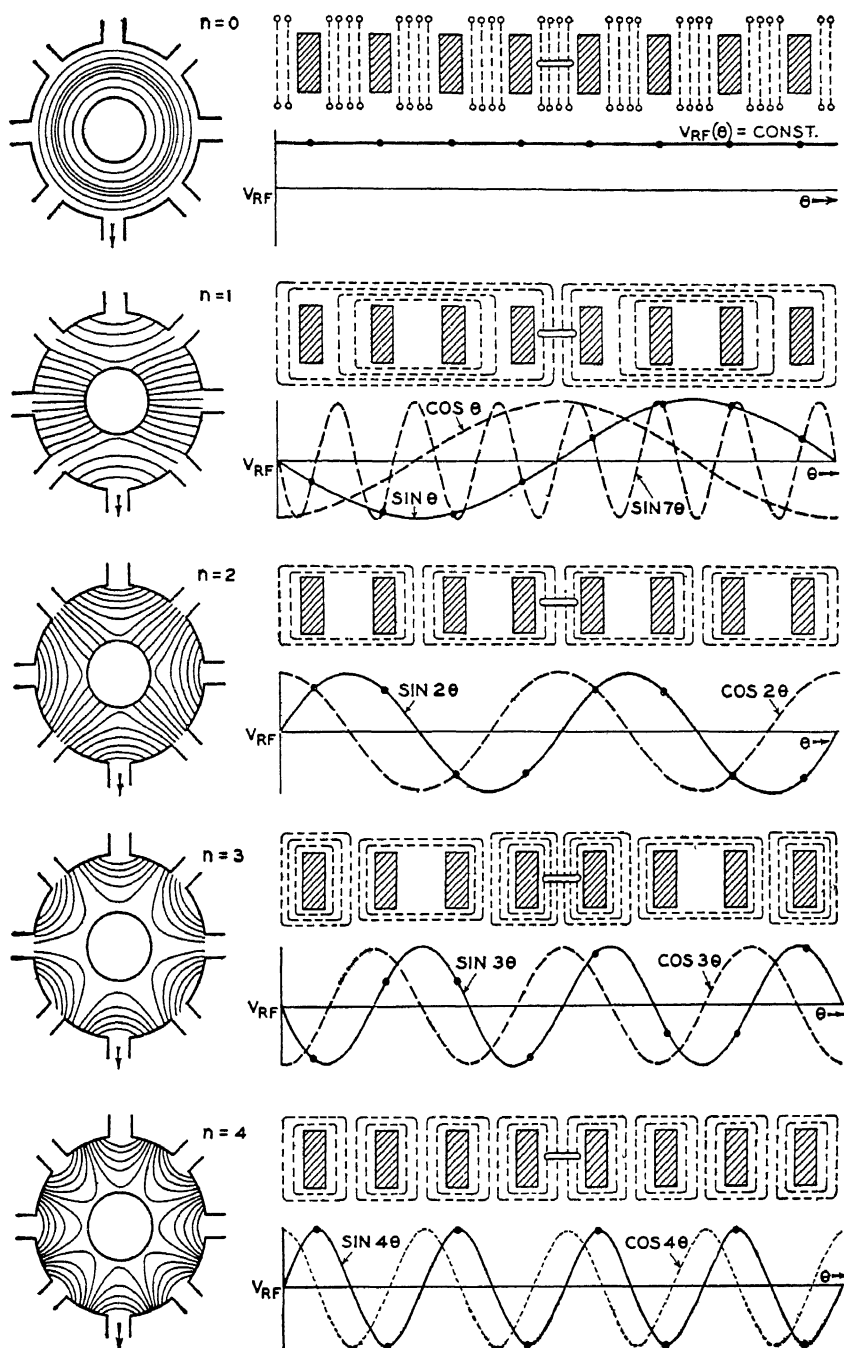 n=0
V_RF(θ) = CONST.
V_RF
θ→
n=1
COS θ
V_RF
θ→
SIN θ
SIN 7θ
n=2
SIN 2θ
COS 2θ
V_RF
θ→
n=3
SIN 3θ
COS 3θ
V_RF
θ→
n=4
SIN 4θ
COS 4θ
V_RF
θ→